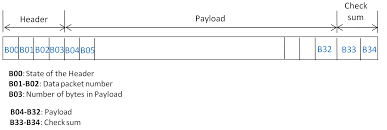 Header
Payload
Check
sum
B00 B01 B02 B03 B04 B05 B32 B33 B34
B00: State of the Header
B01-B02: Data packet number
B03: Number of bytes in Payload
B04-B32: Payload
B33-B34: Check sum